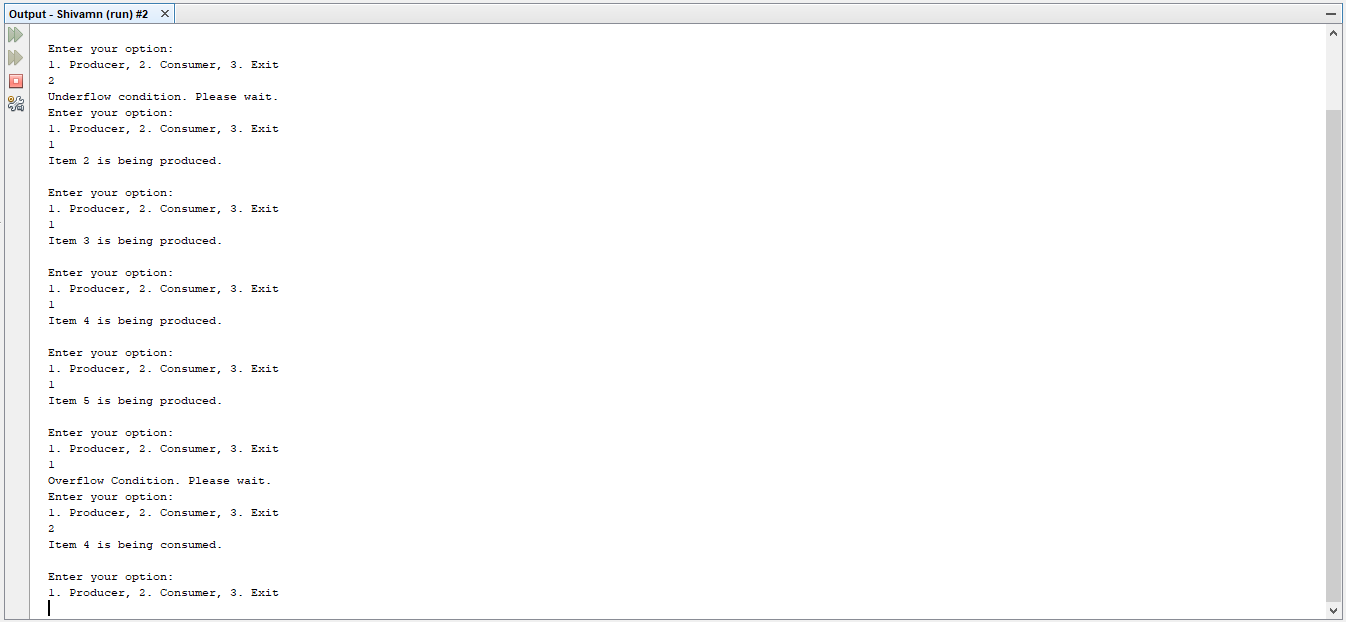 Output - Shivamn (run) #2
Enter your option:
1. Producer, 2. Consumer, 3. Exit
2
Underflow condition. Please wait.
Enter your option:
1. Producer, 2. Consumer, 3. Exit
1
Item 2 is being produced.
Enter your option:
1. Producer, 2. Consumer, 3. Exit
1
Item 3 is being produced.
Enter your option:
1. Producer, 2. Consumer, 3. Exit
1
Item 4 is being produced.
Enter your option:
1. Producer, 2. Consumer, 3. Exit
1
Item 5 is being produced.
Enter your option:
1. Producer, 2. Consumer, 3. Exit
1
Overflow Condition. Please wait.
Enter your option:
1. Producer, 2. Consumer, 3. Exit
2
Item 4 is being consumed.
Enter your option:
1. Producer, 2. Consumer, 3. Exit